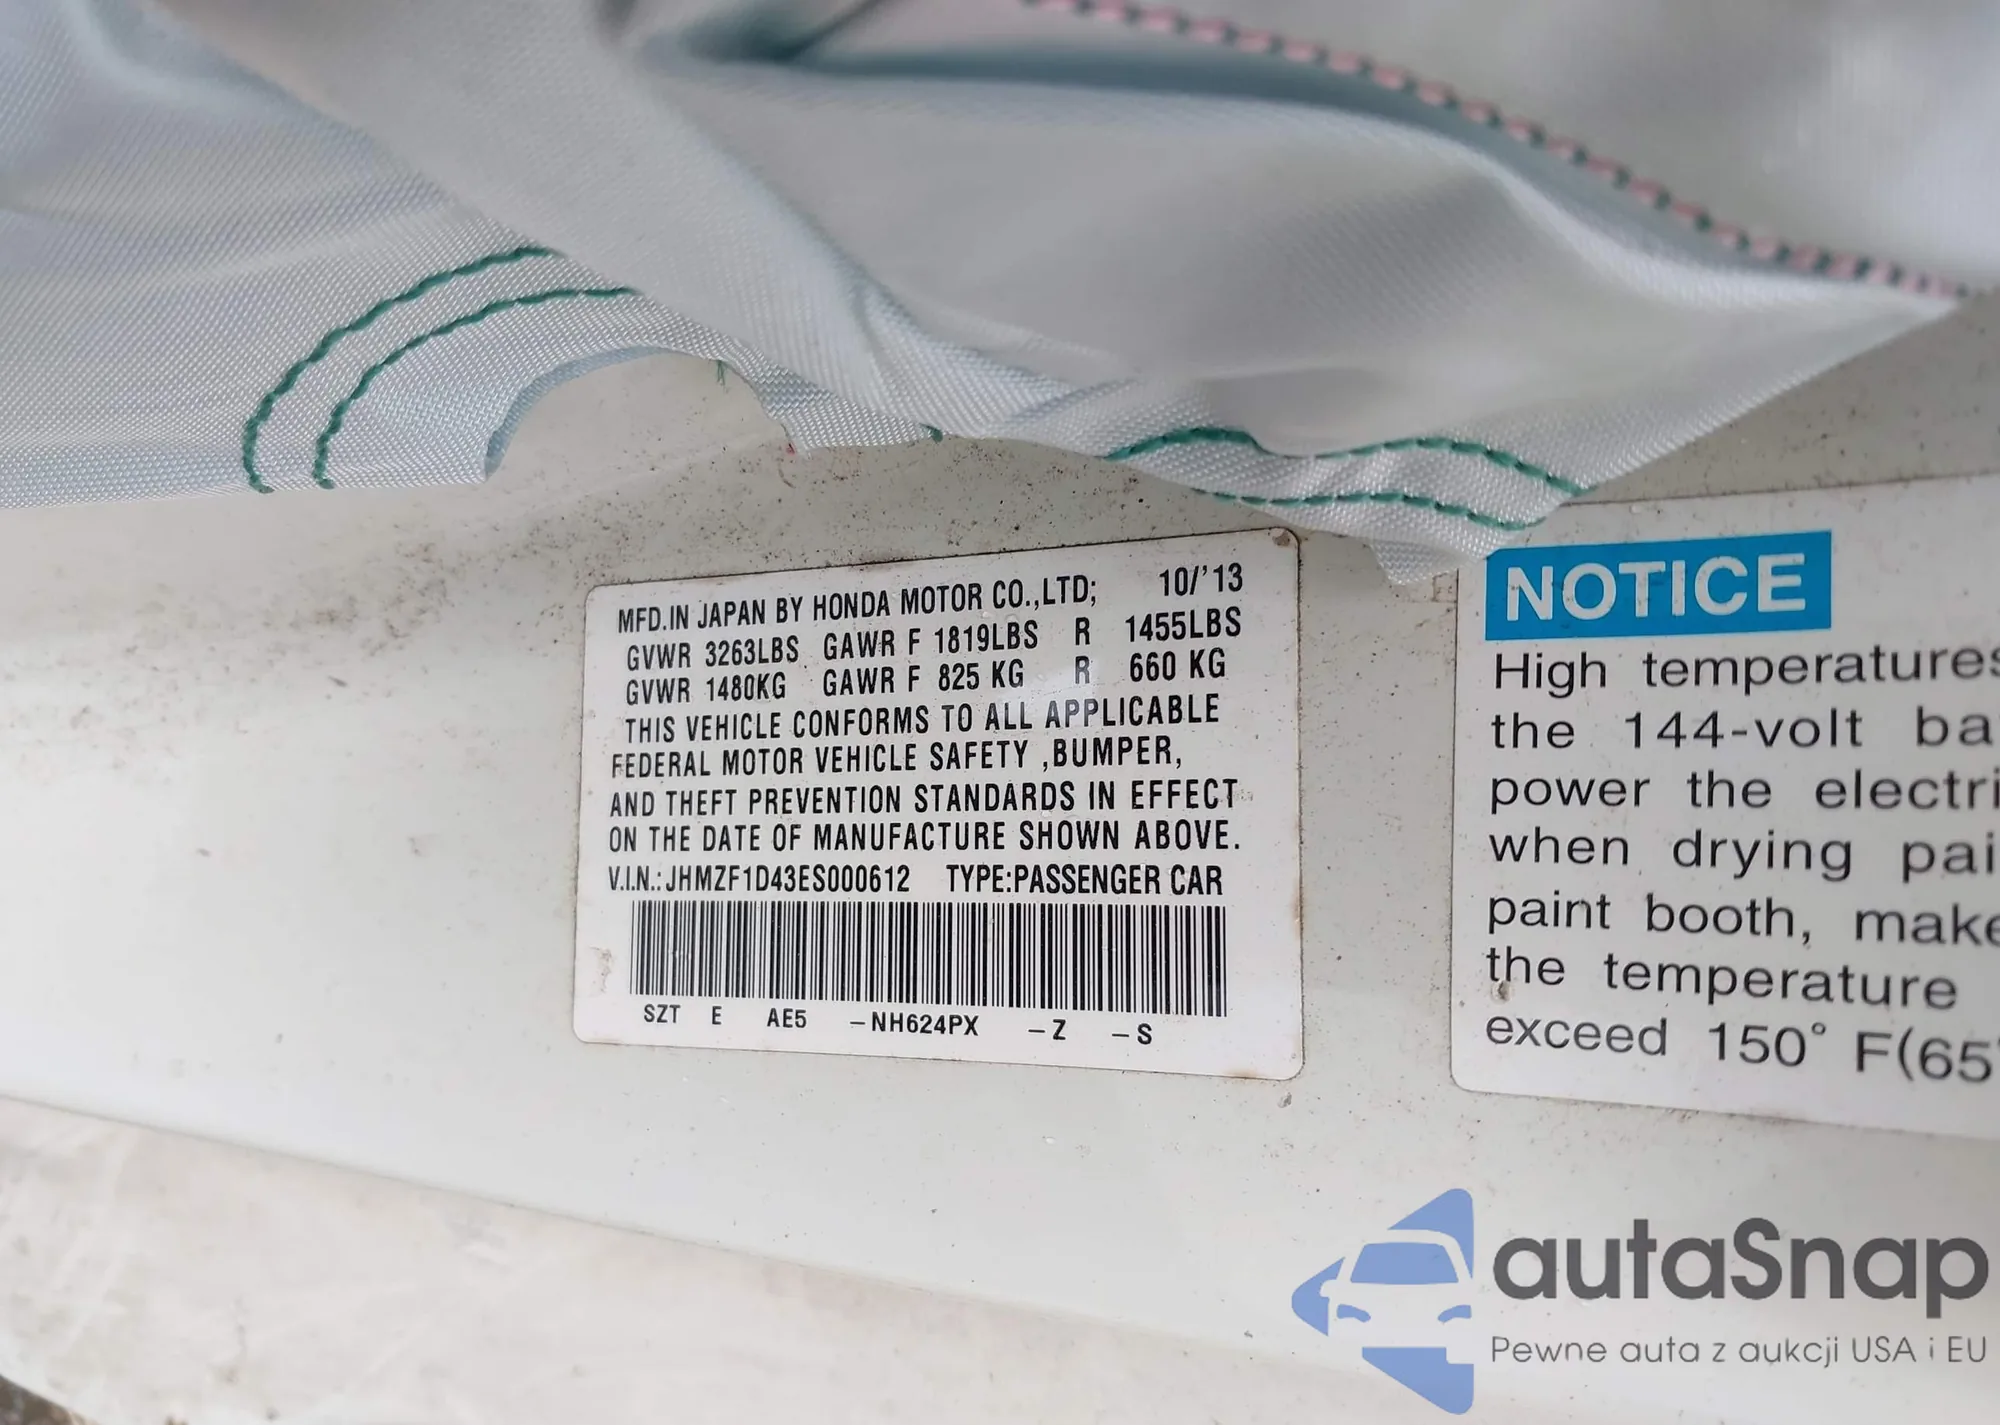 MFD.IN JAPAN BY HONDA MOTOR CO.,LTD; 10/'13
GVWR 3263LBS GAWR F 1819LBS R 1455LBS
GVWR 1480KG GAWR F 825 KG R 660 KG
THIS VEHICLE CONFORMS TO ALL APPLICABLE
FEDERAL MOTOR VEHICLE SAFETY ,BUMPER,
AND THEFT PREVENTION STANDARDS IN EFFECT
ON THE DATE OF MANUFACTURE SHOWN ABOVE.
V.I.N.:JHMZF1D43ES000612 TYPE:PASSENGER CAR
SZT E AE5 -NH624PX -Z -S
NOTICE
High temperatures
the 144-volt ba
power the electri
when drying pai
paint booth, make
the temperature
exceed 150° F(65°
autaSnap
Pewne auta z aukcji USA i EU